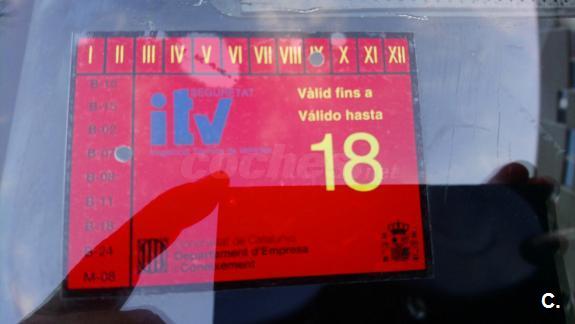 I II III IV V VI VII VIII IX X XI XII
B-15
B-02
B-07
B-11
B-18
B-24
M-08
SEGURETAT
itv
Vàlid fins a
Válido hasta
18
coches.net
Generalitat de Catalunya
Departament d'Empresa
i Coneixement
C.